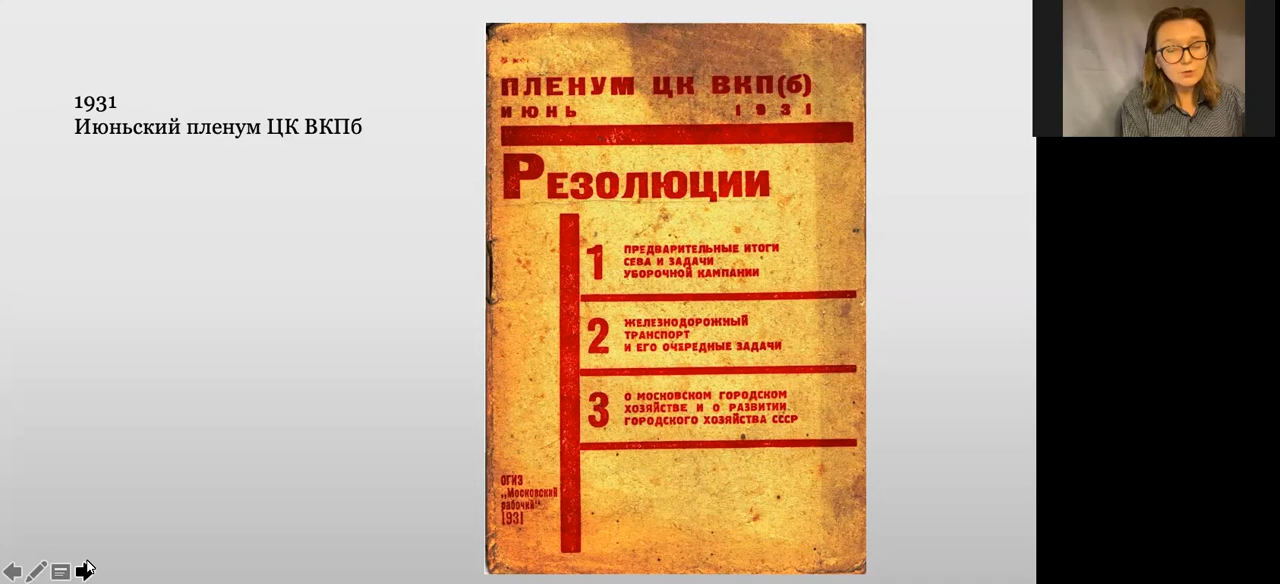 1931
Июньский пленум ЦК ВКПб
ПЛЕНУМ ЦК ВКП(б)
ИЮНЬ 1931
РЕЗОЛЮЦИИ
1 ПРЕДВАРИТЕЛЬНЫЕ ИТОГИ
СЕВА И ЗАДАЧИ
УБОРОЧНОЙ КАМПАНИИ
2 ЖЕЛЕЗНОДОРОЖНЫЙ
ТРАНСПОРТ
И ЕГО ОЧЕРЕДНЫЕ ЗАДАЧИ
3 О МОСКОВСКОМ ГОРОДСКОМ
ХОЗЯЙСТВЕ И О РАЗВИТИИ
ГОРОДСКОГО ХОЗЯЙСТВА СССР
ОГИЗ
„Московский
рабочий“
1931